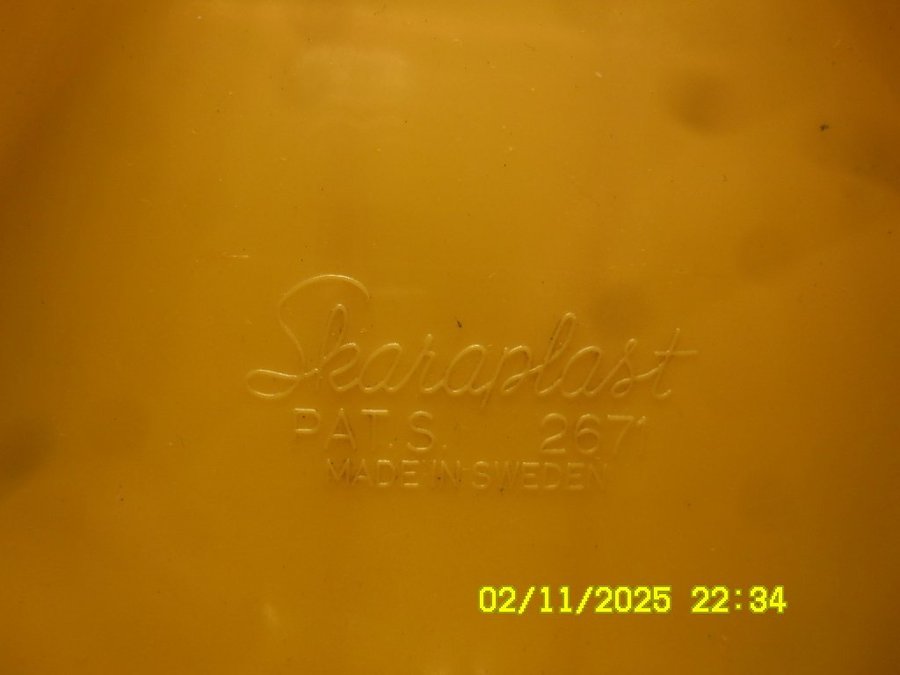 Skaraplast
PAT. S. 2671
MADE IN SWEDEN
02/11/2025 22:34